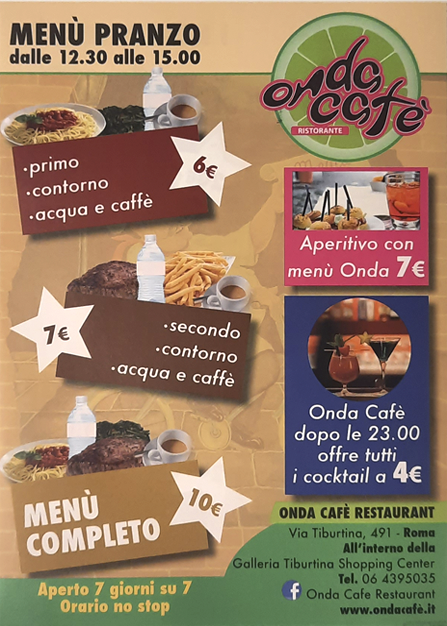 MENÙ PRANZO
dalle 12.30 alle 15.00
onda
cafè
RISTORANTE
·primo
·contorno
·acqua e caffè
6€
7€
·secondo
·contorno
·acqua e caffè
MENÙ
COMPLETO
10€
Aperto 7 giorni su 7
Orario no stop
Aperitivo con
menù Onda 7€
Onda Cafè
dopo le 23.00
offre tutti
i cocktail a 4€
ONDA CAFÈ RESTAURANT
Via Tiburtina, 491 - Roma
All'interno della
Galleria Tiburtina Shopping Center
Tel. 06 4395035
f Onda Cafe Restaurant
www.ondacafè.it